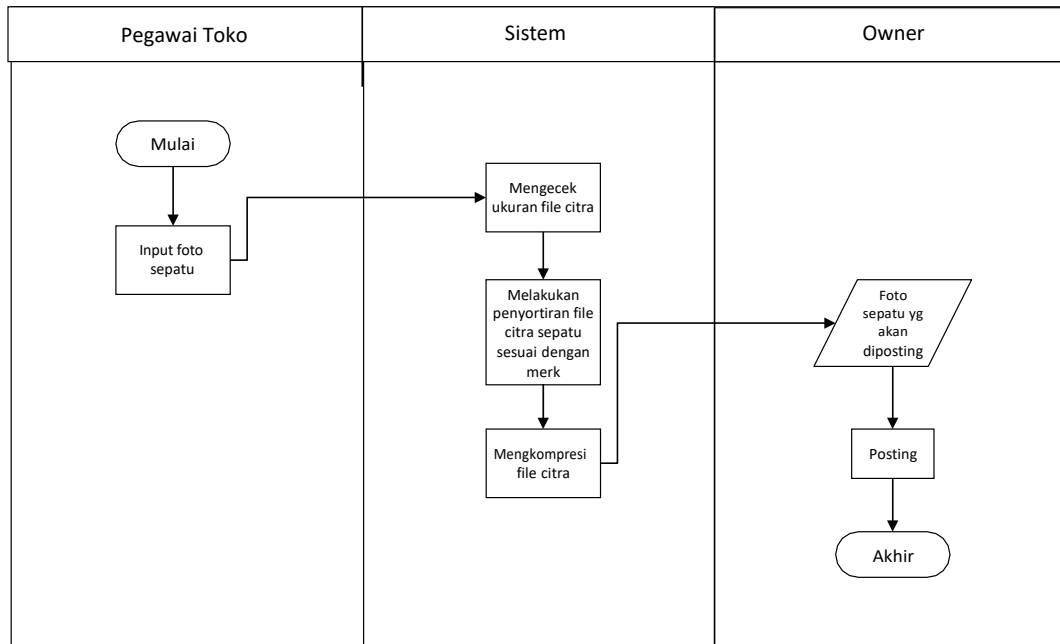 Pegawai Toko
Sistem
Owner
Mulai
Input foto
sepatu
Mengecek
ukuran file citra
Melakukan
penyortiran file
citra sepatu
sesuai dengan
merk
Mengkompresi
file citra
Foto
sepatu yg
akan
diposting
Posting
Akhir